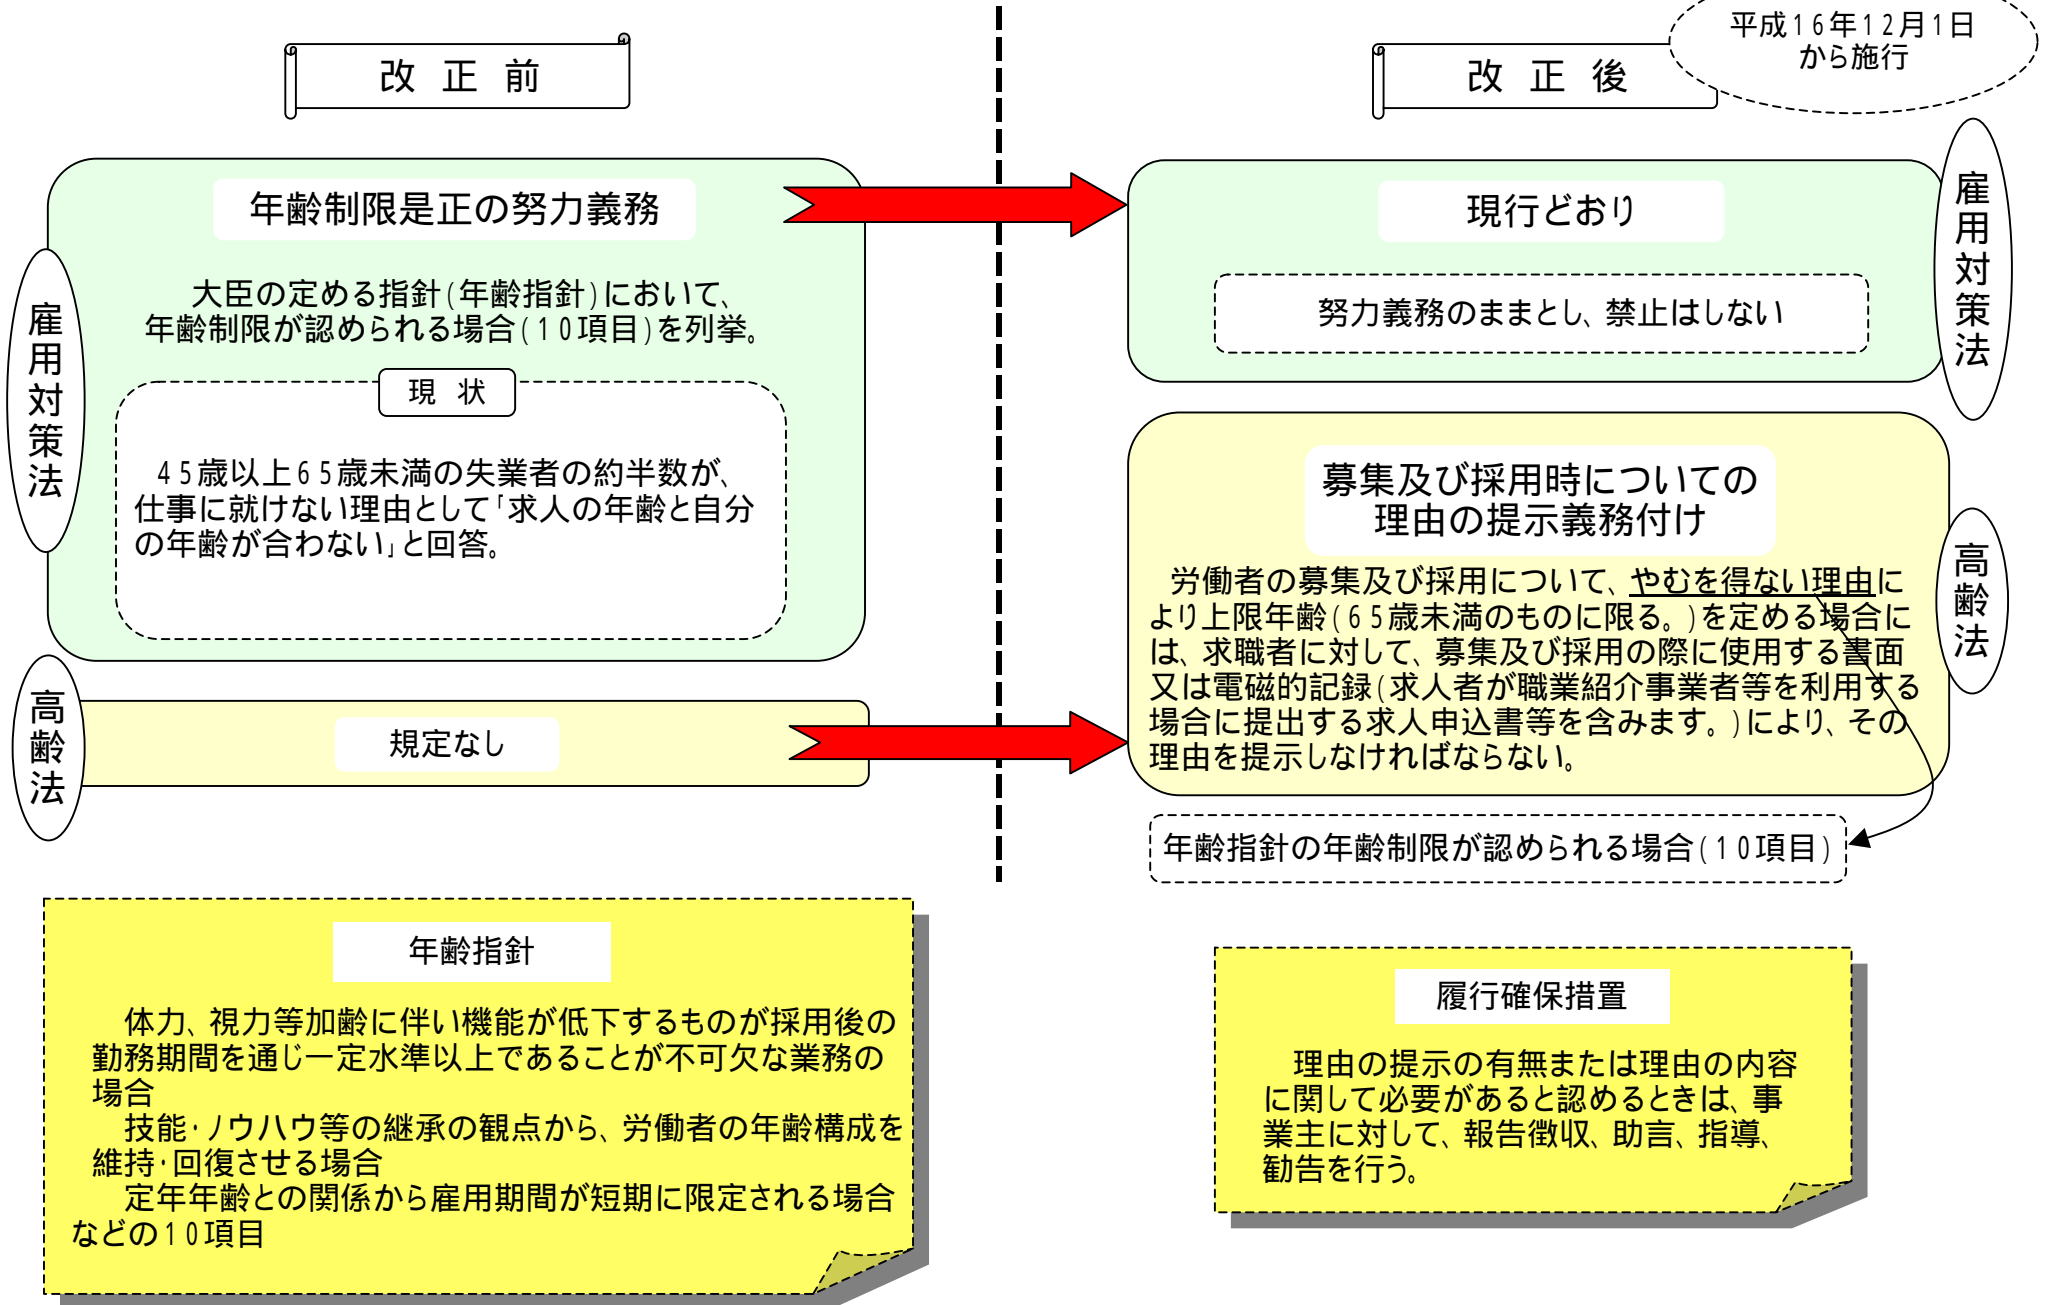 改正前
雇用対策法
年齢制限是正の努力義務
大臣の定める指針(年齢指針)において、
年齢制限が認められる場合(10項目)を列挙。
現状
45歳以上65歳未満の失業者の約半数が、
仕事に就けない理由として「求人の年齢と自分
の年齢が合わない」と回答。
高齢法
規定なし
改正後
平成16年12月1日
から施行
雇用対策法
現行どおり
努力義務のままとし、禁止はしない
高齢法
募集及び採用時についての
理由の提示義務付け
労働者の募集及び採用について、やむを得ない理由に
より上限年齢(65歳未満のものに限る。)を定める場合に
は、求職者に対して、募集及び採用の際に使用する書面
又は電磁的記録(求人者が職業紹介事業者等を利用する
場合に提出する求人申込書等を含みます。)により、その
理由を提示しなければならない。
年齢指針の年齢制限が認められる場合(10項目)
年齢指針
体力、視力等加齢に伴い機能が低下するものが採用後の
勤務期間を通じ一定水準以上であることが不可欠な業務の
場合
技能・ノウハウ等の継承の観点から、労働者の年齢構成を
維持・回復させる場合
定年年齢との関係から雇用期間が短期に限定される場合
などの10項目
履行確保措置
理由の提示の有無または理由の内容
に関して必要があると認めるときは、事
業主に対して、報告徴収、助言、指導、
勧告を行う。